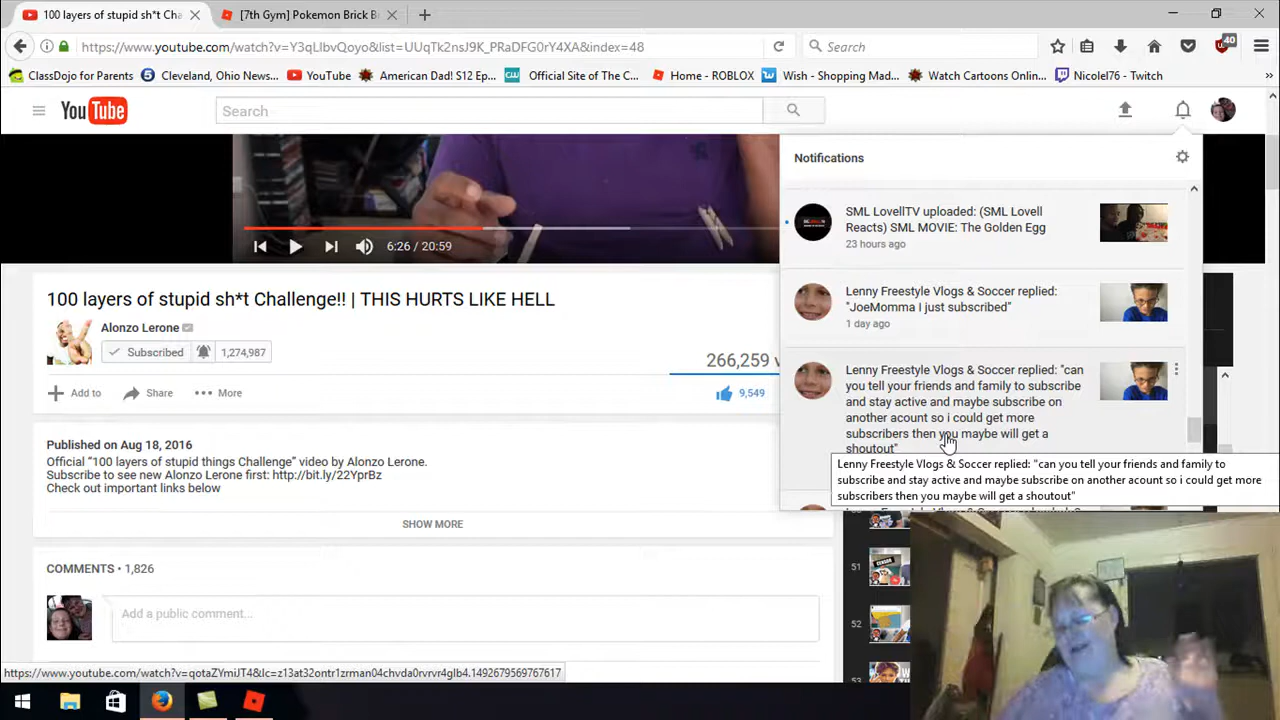 100 layers of stupid sh*t Cha
[7th Gym] Pokemon Brick B
https://www.youtube.com/watch?v=Y3qLIbvQoyo&list=UUqTk2nsJ9K_PRaDFG0rY4XA&index=48
Search
40
ClassDojo for Parents
Cleveland, Ohio News...
YouTube
American Dad! S12 Ep...
Official Site of The C...
Home - ROBLOX
Wish - Shopping Mad...
Watch Cartoons Onlin...
Nicolel76 - Twitch
YouTube
Search
Notifications
SML LovellTV uploaded: (SML Lovell
Reacts) SML MOVIE: The Golden Egg
23 hours ago
6:26 / 20:59
Lenny Freestyle Vlogs & Soccer replied:
"JoeMomma I just subscribed"
1 day ago
100 layers of stupid sh*t Challenge!! | THIS HURTS LIKE HELL
Alonzo Lerone
Subscribed
1,274,987
266,259 v
Add to
Share
More
9,549
Lenny Freestyle Vlogs & Soccer replied: "can
you tell your friends and family to subscribe
and stay active and maybe subscribe on
another acount so i could get more
subscribers then you maybe will get a
shoutout"
Lenny Freestyle Vlogs & Soccer replied: "can you tell your friends and family to
subscribe and stay active and maybe subscribe on another acount so i could get more
subscribers then you maybe will get a shoutout"
Published on Aug 18, 2016
Official "100 layers of stupid things Challenge" video by Alonzo Lerone.
Subscribe to see new Alonzo Lerone first: http://bit.ly/22YprBz
Check out important links below
SHOW MORE
COMMENTS • 1,826
Add a public comment...
51
52
53
https://www.youtube.com/watch?v=qotaZYmiJT4&lc=z13at32ontr1zrman04chvda0rvrvr4glb4.1492679569767617